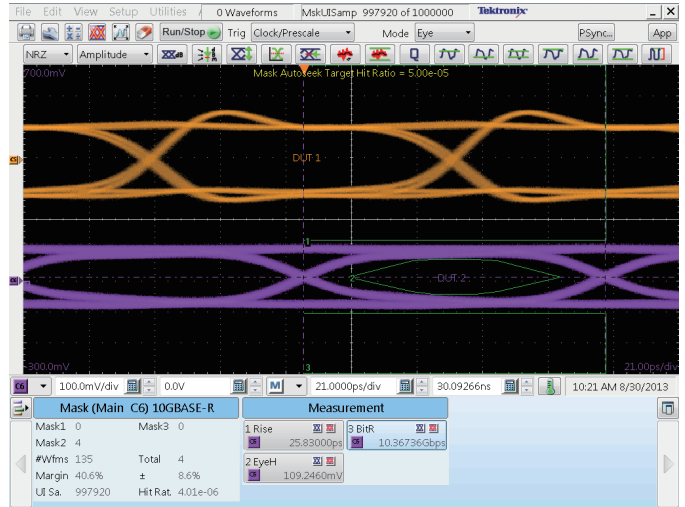 File Edit View Setup Utilities 0 Waveforms MskUISamp 997920 of 1000000 Tektronix
Run/Stop Trig Clock/Prescale Mode Eye PSync... App
NRZ Amplitude
700.0mV Mask Autoseek Target Hit Ratio = 5.00e-05
C5 DUT 1
1
C6 2 DUT 2
3
-300.0mV 21.00ps/div
C6 100.0mV/div 0.0V M 21.0000ps/div 30.09266ns 10:21 AM 8/30/2013
Mask (Main C6) 10GBASE-R Measurement
Mask1 0 Mask3 0 1 Rise 3 BitR
Mask2 4 C6 25.83000ps C6 10.36736Gbps
#Wfms 135 Total 4 2 EyeH
Margin 40.6% ± 8.6% C6 109.2460mV
UI Sa. 997920 Hit Rat. 4.01e-06